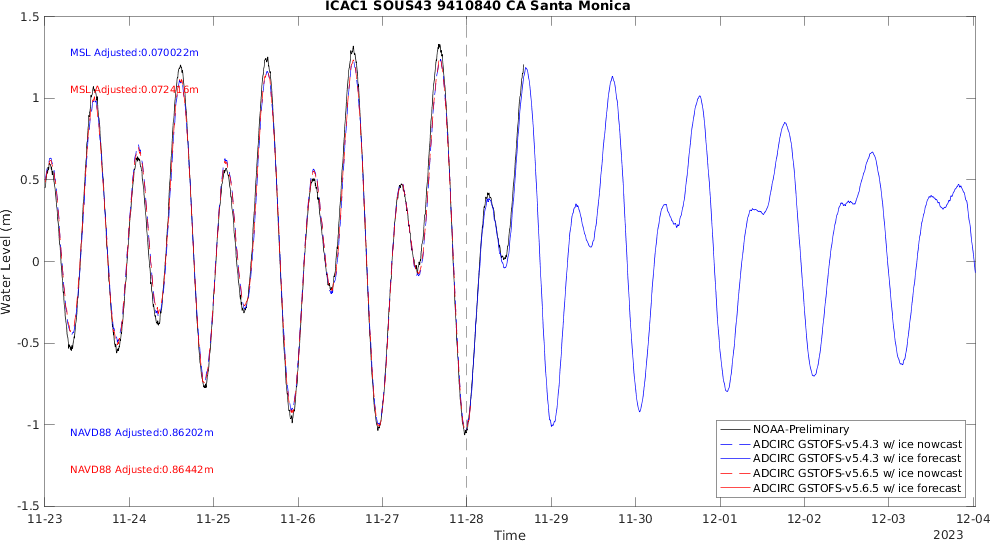 ICAC1 SOUS43 9410840 CA Santa Monica
1.5
MSL Adjusted:0.070022m
1
MSL Adjusted:0.072416m
0.5
Water Level (m)
0
-0.5
-1
NAVD88 Adjusted:0.86202m
NAVD88 Adjusted:0.86442m
-1.5
NOAA-Preliminary
ADCIRC GSTOFS-v5.4.3 w/ ice nowcast
ADCIRC GSTOFS-v5.4.3 w/ ice forecast
ADCIRC GSTOFS-v5.6.5 w/ ice nowcast
ADCIRC GSTOFS-v5.6.5 w/ ice forecast
11-23 11-24 11-25 11-26 11-27 11-28 11-29 11-30 12-01 12-02 12-03 12-04
Time
2023